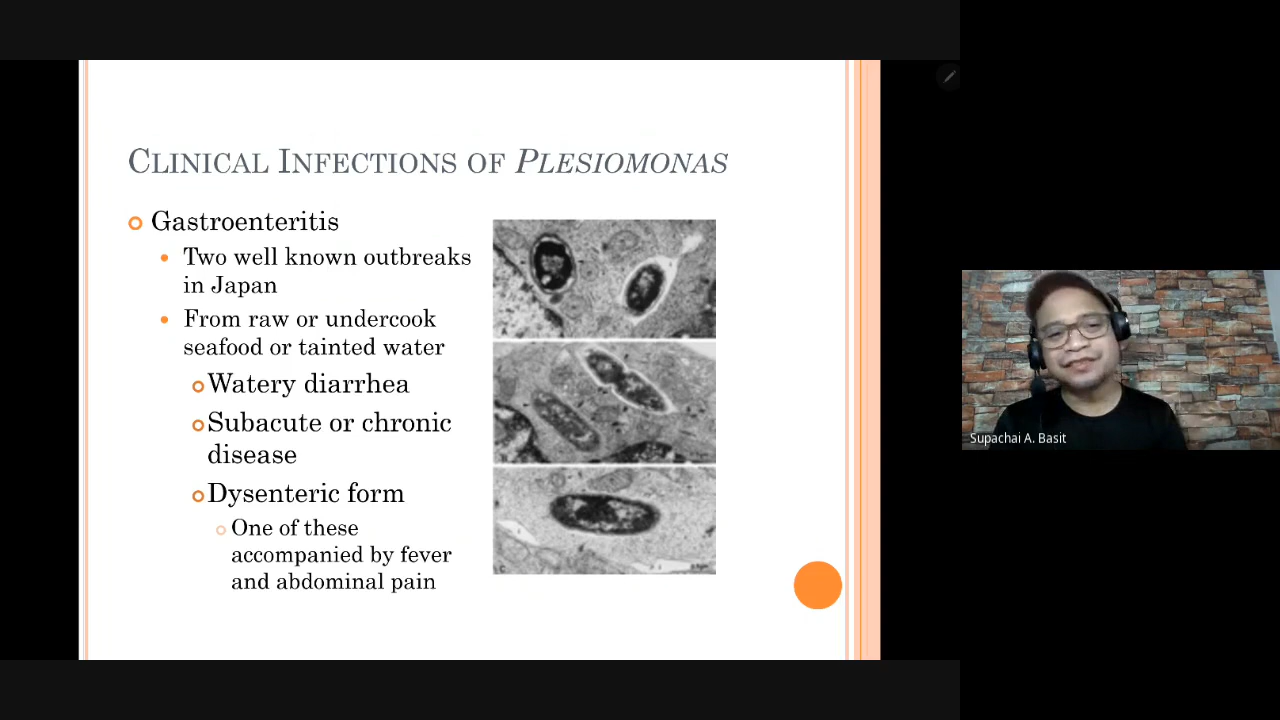 CLINICAL INFECTIONS OF PLESIOMONAS
Gastroenteritis
Two well known outbreaks
in Japan
From raw or undercook
seafood or tainted water
Watery diarrhea
Subacute or chronic
disease
Dysenteric form
One of these
accompanied by fever
and abdominal pain
Supachai A. Basit